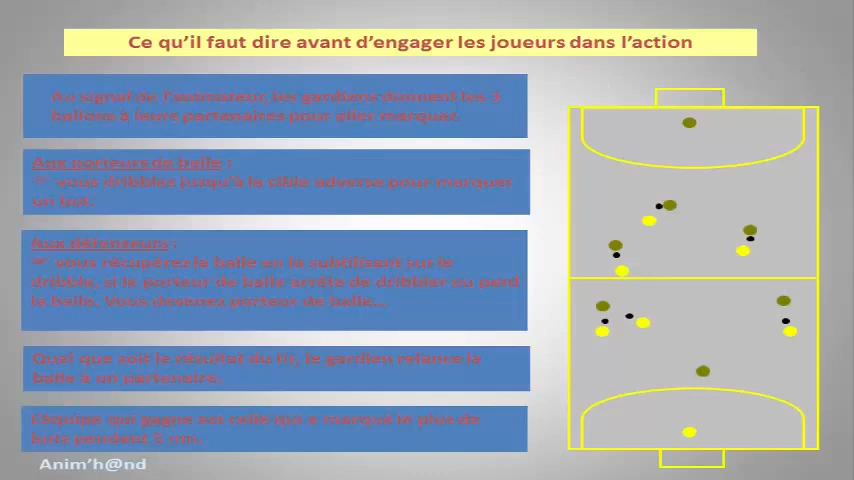 Ce qu'il faut dire avant d'engager les joueurs dans l'action
Au signal de l'animateur, les gardiens donnent les 3
ballons à leurs partenaires pour aller marquer.
Aux porteurs de balle :
vous dribblez jusqu'à la cible adverse pour marquer
un but.
Aux défenseurs :
vous récupérez la balle en la subtilisant sur le
dribble, si le porteur de balle arrête de dribbler ou perd
la balle. Vous devenez porteur de balle...
Quel que soit le résultat du tir, le gardien relance la
balle à un partenaire.
L'équipe qui gagne est celle qui a marqué le plus de
buts pendant 5 mn.
Anim'h@nd